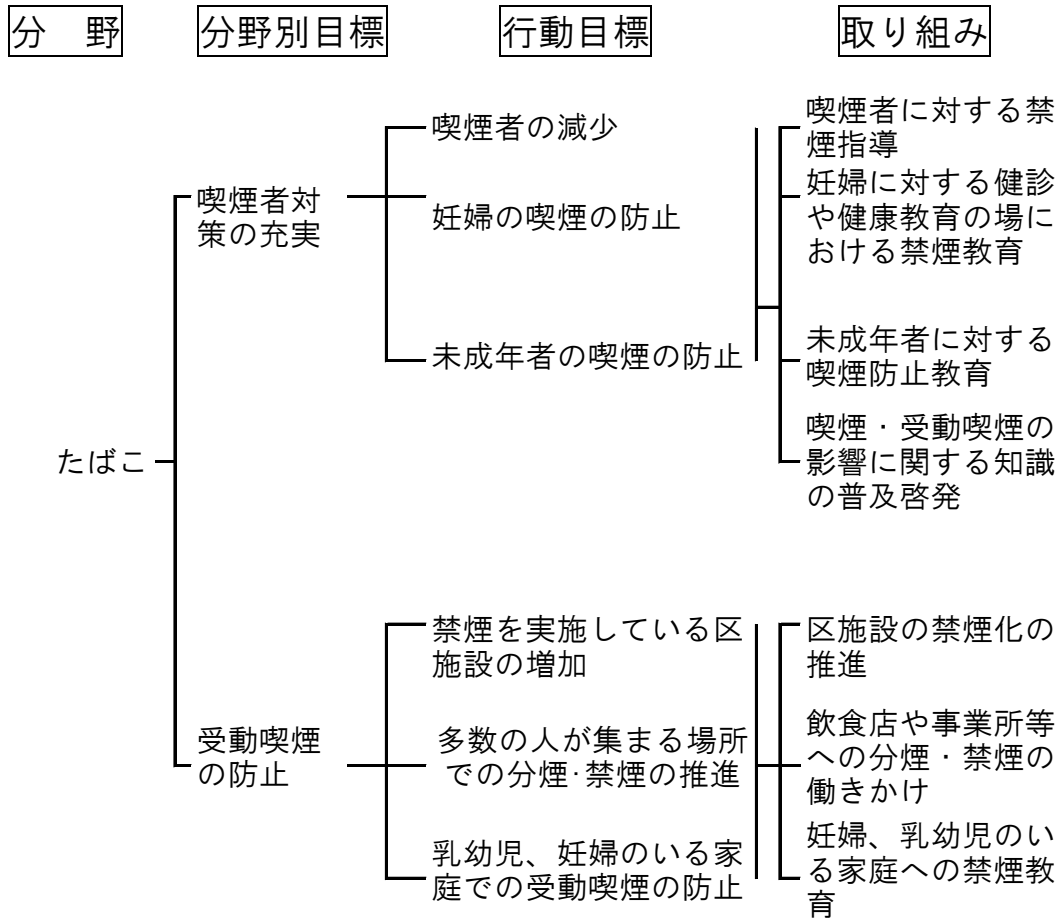 分　野
分野別目標
行動目標
取り組み
たばこ
喫煙者対
策の充実
喫煙者の減少
妊婦の喫煙の防止
未成年者の喫煙の防止
喫煙者に対する禁
煙指導
妊婦に対する健診
や健康教育の場に
おける禁煙教育
未成年者に対する
喫煙防止教育
喫煙・受動喫煙の
影響に関する知識
の普及啓発
受動喫煙
の防止
禁煙を実施している区
施設の増加
多数の人が集まる場所
での分煙・禁煙の推進
乳幼児、妊婦のいる家
庭での受動喫煙の防止
区施設の禁煙化の
推進
飲食店や事業所等
への分煙・禁煙の
働きかけ
妊婦、乳幼児のい
る家庭への禁煙教
育